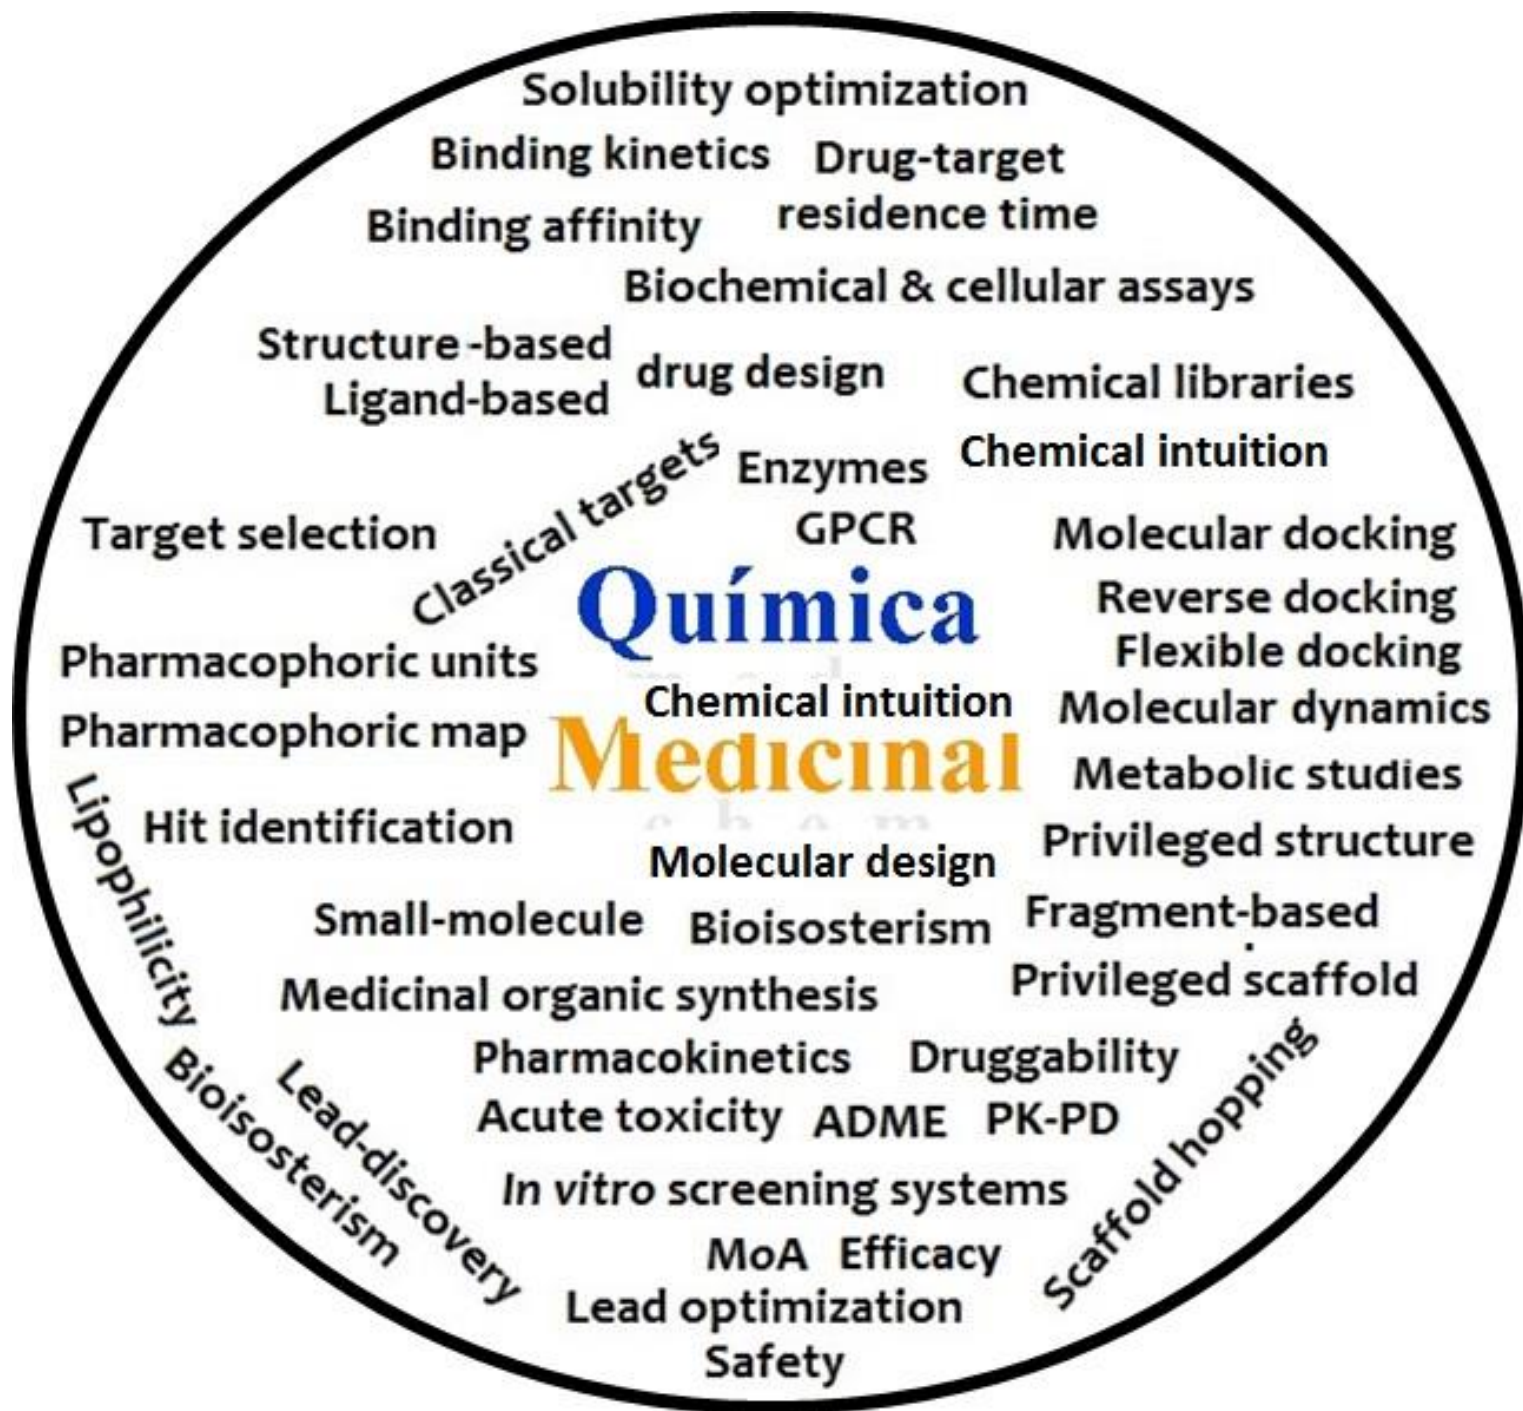 Solubility optimization
Binding kinetics
Drug-target
residence time
Binding affinity
Biochemical & cellular assays
Structure-based
Ligand-based
drug design
Chemical libraries
Chemical intuition
Classical targets
Enzymes
GPCR
Target selection
Molecular docking
Química
Reverse docking
Flexible docking
Pharmacophoric units
Chemical intuition
Molecular dynamics
Pharmacophoric map
Medicinal
Metabolic studies
Lipophilicity
Hit identification
chem
Privileged structure
Molecular design
Small-molecule
Bioisosterism
Fragment-based
Medicinal organic synthesis
Privileged scaffold
Pharmacokinetics
Druggability
Bioisosterism
Lead-discovery
Acute toxicity
ADME
PK-PD
Scaffold hopping
In vitro screening systems
MoA
Efficacy
Lead optimization
Safety